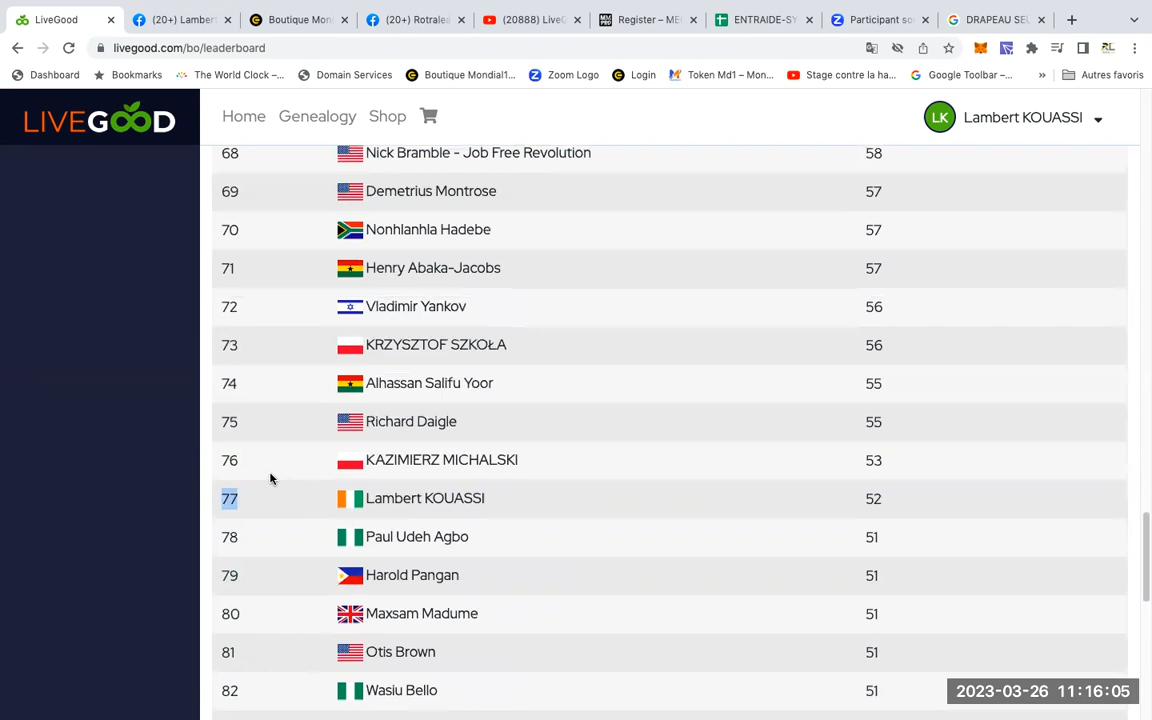 LiveGood
(20+) Lambert
Boutique Mon
(20+) Rotrale
(20888) LiveG
Register – ME
ENTRAIDE-SY
Participant so
DRAPEAU SEU
livegood.com/bo/leaderboard
Dashboard
Bookmarks
The World Clock –...
Domain Services
Boutique Mondial1...
Zoom Logo
Login
Token Md1 – Mon...
Stage contre la ha...
Google Toolbar –...
»
Autres favoris
LIVEGOOD
Home
Genealogy
Shop
LK
Lambert KOUASSI
68 Nick Bramble - Job Free Revolution 58
69 Demetrius Montrose 57
70 Nonhlanhla Hadebe 57
71 Henry Abaka-Jacobs 57
72 Vladimir Yankov 56
73 KRZYSZTOF SZKOŁA 56
74 Alhassan Salifu Yoor 55
75 Richard Daigle 55
76 KAZIMIERZ MICHALSKI 53
77 Lambert KOUASSI 52
78 Paul Udeh Agbo 51
79 Harold Pangan 51
80 Maxsam Madume 51
81 Otis Brown 51
82 Wasiu Bello 51
2023-03-26 11:16:05